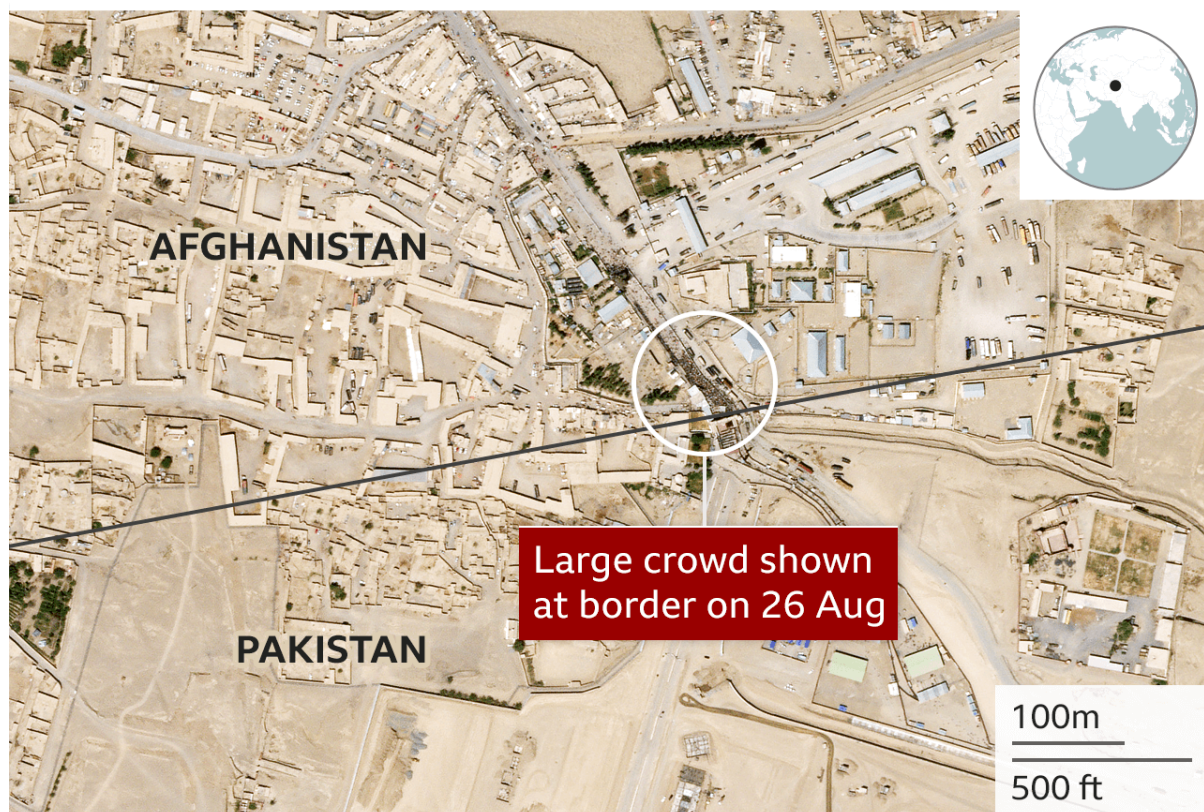 AFGHANISTAN
Large crowd shown
at border on 26 Aug
PAKISTAN
100m
500 ft